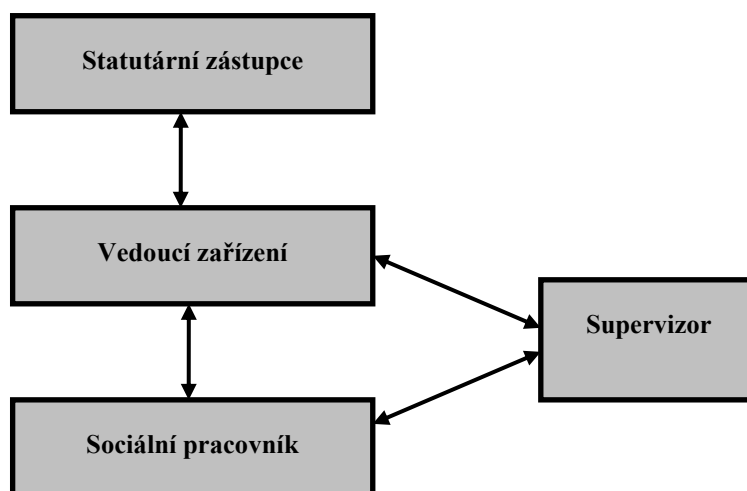 Statutární zástupce
Vedoucí zařízení
Supervizor
Sociální pracovník